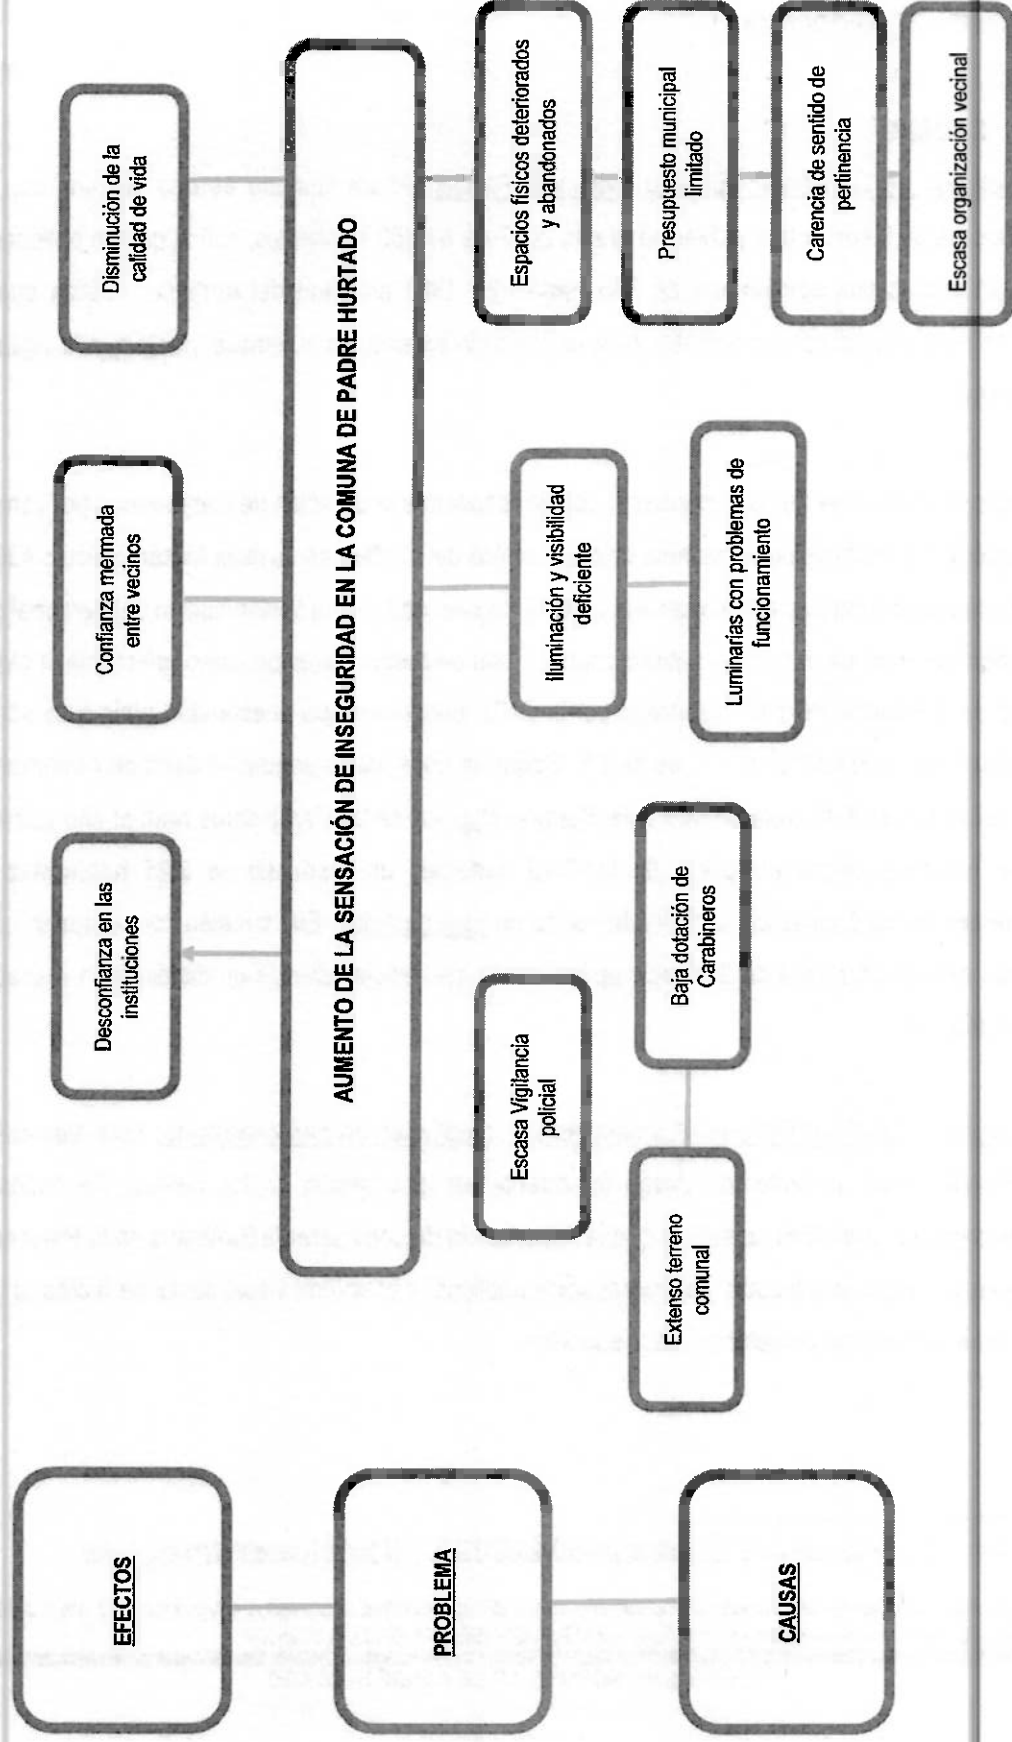 EFECTOS
Desconfianza en las
instituciones
Confianza mermada
entre vecinos
Disminución de la
calidad de vida
PROBLEMA
AUMENTO DE LA SENSACIÓN DE INSEGURIDAD EN LA COMUNA DE PADRE HURTADO
CAUSAS
Escasa Vigilancia
policial
Extenso terreno
comunal
Baja dotación de
Carabineros
Iluminación y visibilidad
deficiente
Luminarías con problemas de
funcionamiento
Espacios físicos deteriorados
y abandonados
Presupuesto municipal
limitado
Carencia de sentido de
pertinencia
Escasa organización vecinal